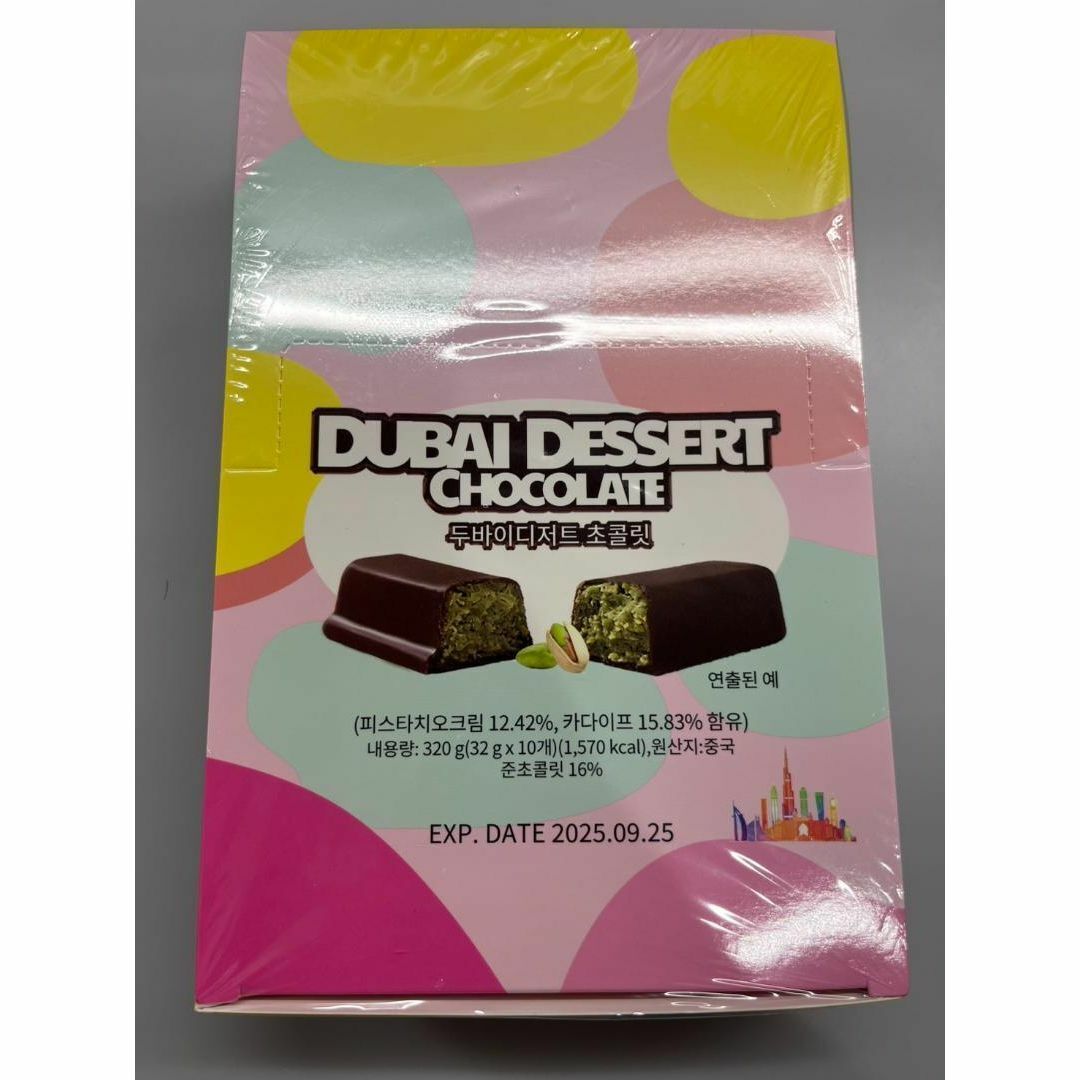 DUBAI DESSERT
CHOCOLATE
두바이디저트 초콜릿
연출된 예
(피스타치오크림 12.42%, 카다이프 15.83% 함유)
내용량: 320 g(32 g x 10개)(1,570 kcal),원산지:중국
준초콜릿 16%
EXP. DATE 2025.09.25